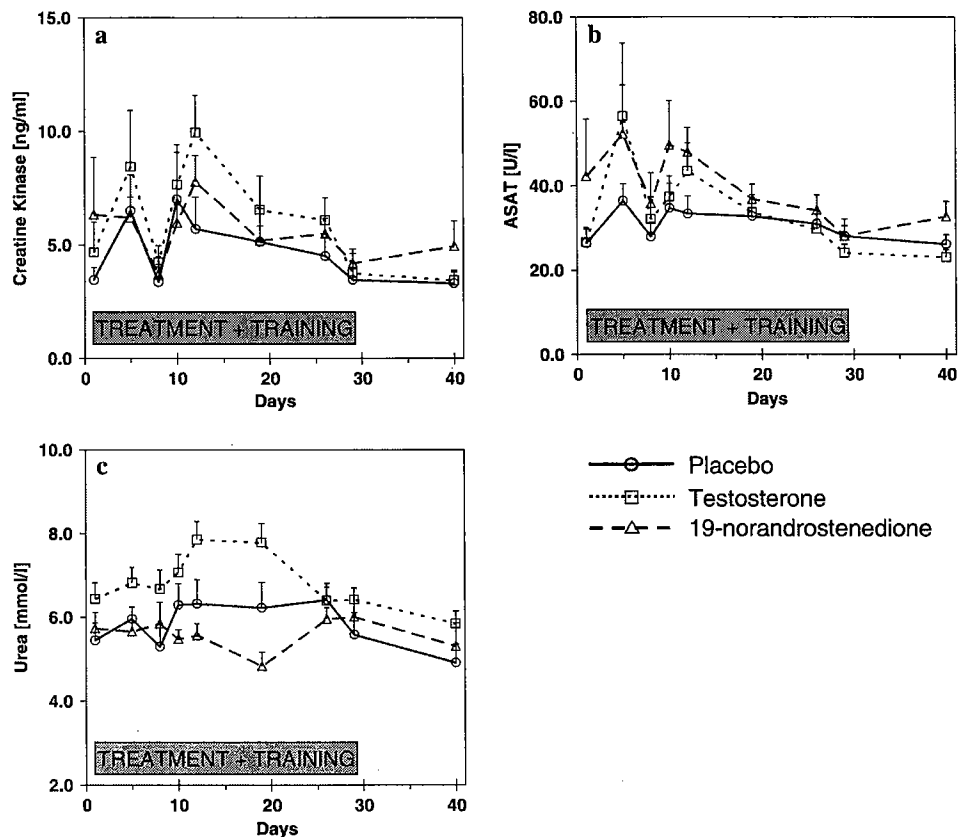 a
Creatine Kinase [ng/ml]
15.0
10.0
5.0
0.0
TREATMENT + TRAINING
0 10 20 30 40
Days
b
ASAT [U/l]
80.0
60.0
40.0
20.0
0.0
TREATMENT + TRAINING
0 10 20 30 40
Days
c
Urea [mmol/l]
10.0
8.0
6.0
4.0
2.0
TREATMENT + TRAINING
0 10 20 30 40
Days
Placebo
Testosterone
19-norandrostenedione